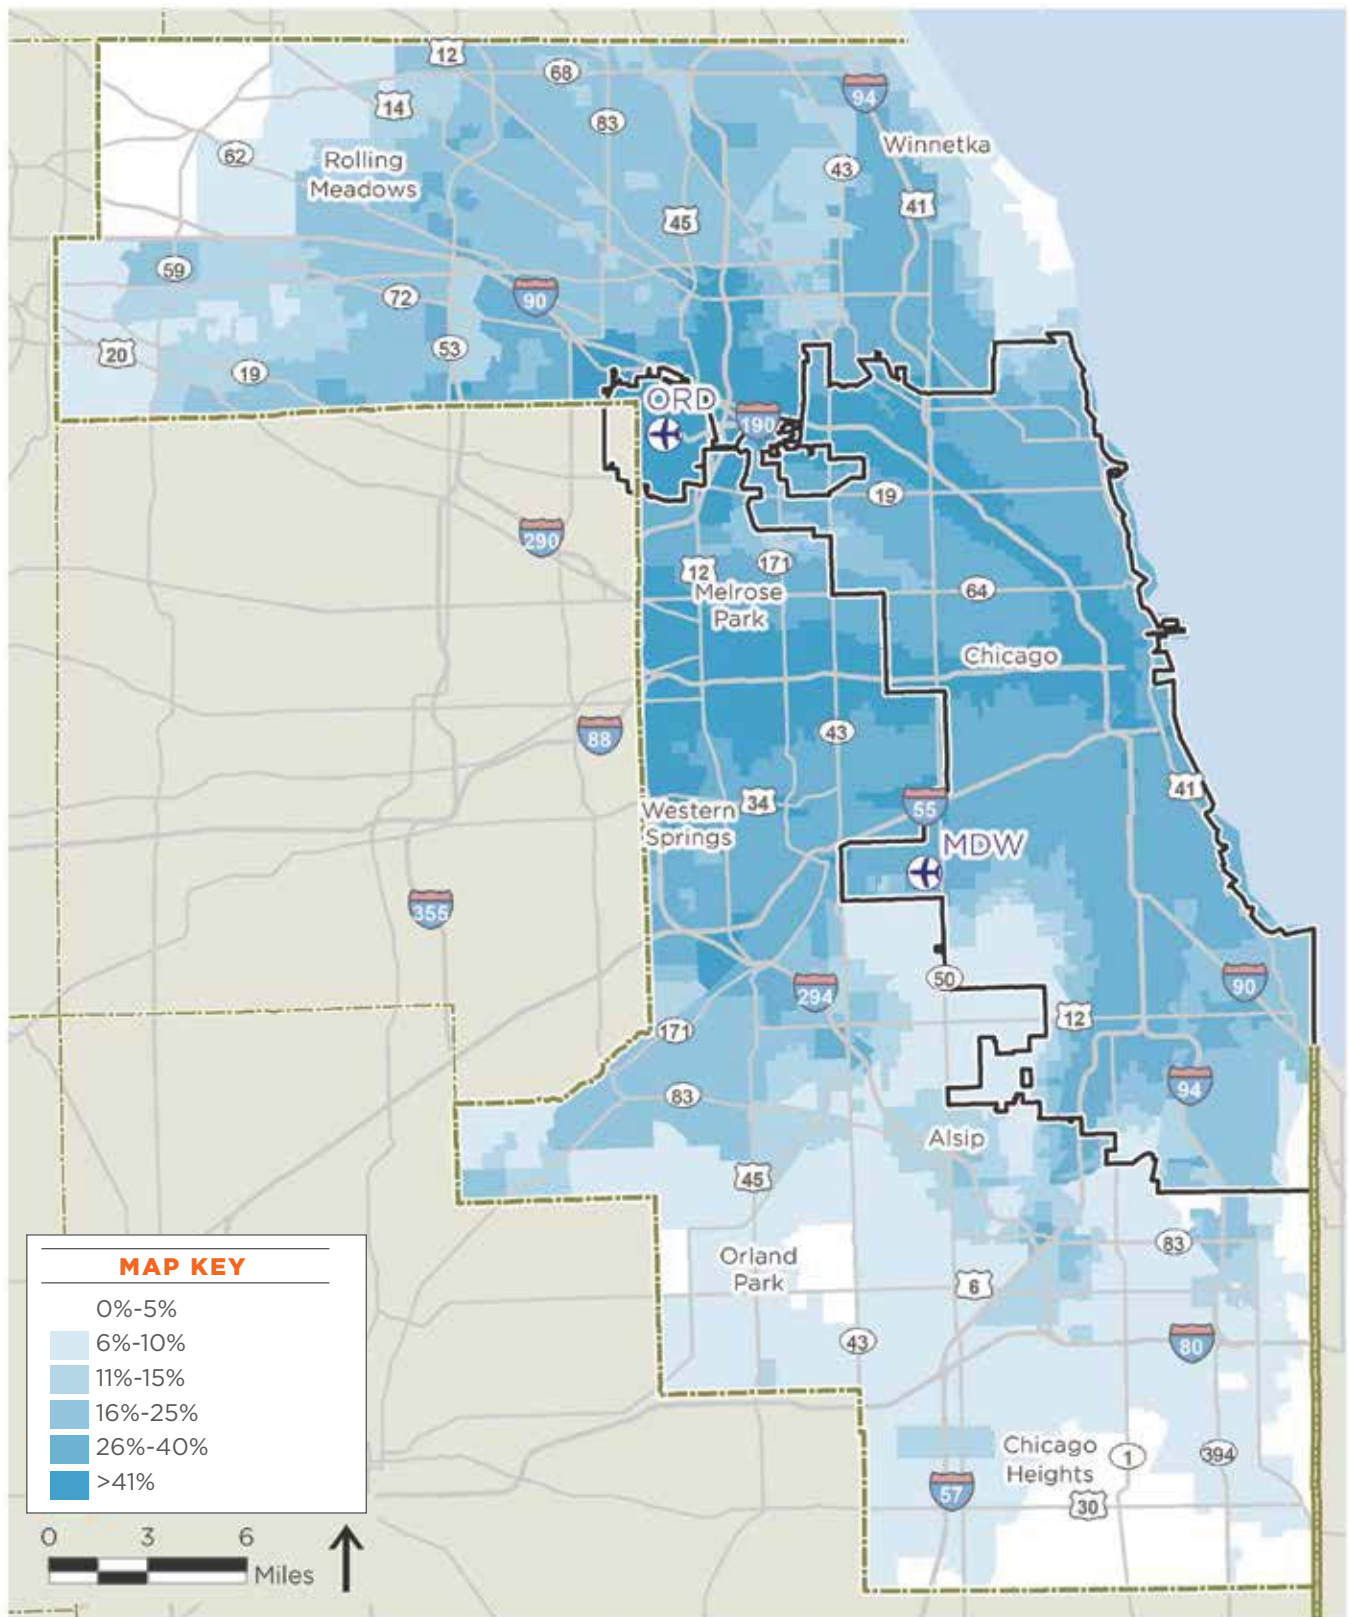 12
68
94
14
83
Winnetka
62
Rolling
Meadows
43
41
45
59
72
90
20
53
19
ORD
190
19
290
12
171
Melrose
Park
64
Chicago
88
43
41
Western
Springs
34
55
MDW
355
50
90
294
12
171
94
83
Alsip
45
83
Orland
Park
6
43
80
MAP KEY
0%-5%
6%-10%
11%-15%
16%-25%
26%-40%
>41%
Chicago
Heights
1
394
57
30
0 3 6
Miles